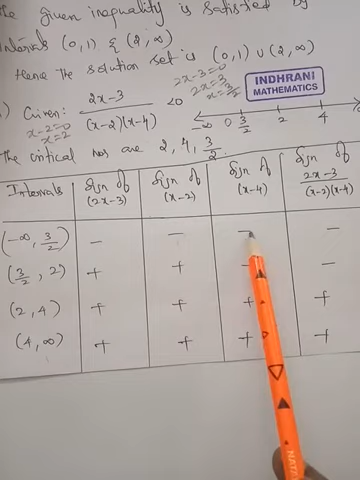 The given inequality is satisfied by
Intervals (0,1) & (2,∞)
Hence The solution set is (0,1) ∪ (2,∞)
2x-3=0
2x=3
x=3/2
INDHRANI
MATHEMATICS
Given: 2x-3/(x-2)(x-4) <0
x-2=0
x=2
-∞ 0 3/2 2 4
The critical nos are 2, 4, 3/2.
Intervals | Sign of (2x-3) | Sign of (x-2) | Sign of (x-4) | Sign of 2x-3/(x-2)(x-4)
(-∞, 3/2) | - | - | - | -
(3/2, 2) | + | + | - | -
(2, 4) | + | + | + | +
(4, ∞) | + | + | + | +